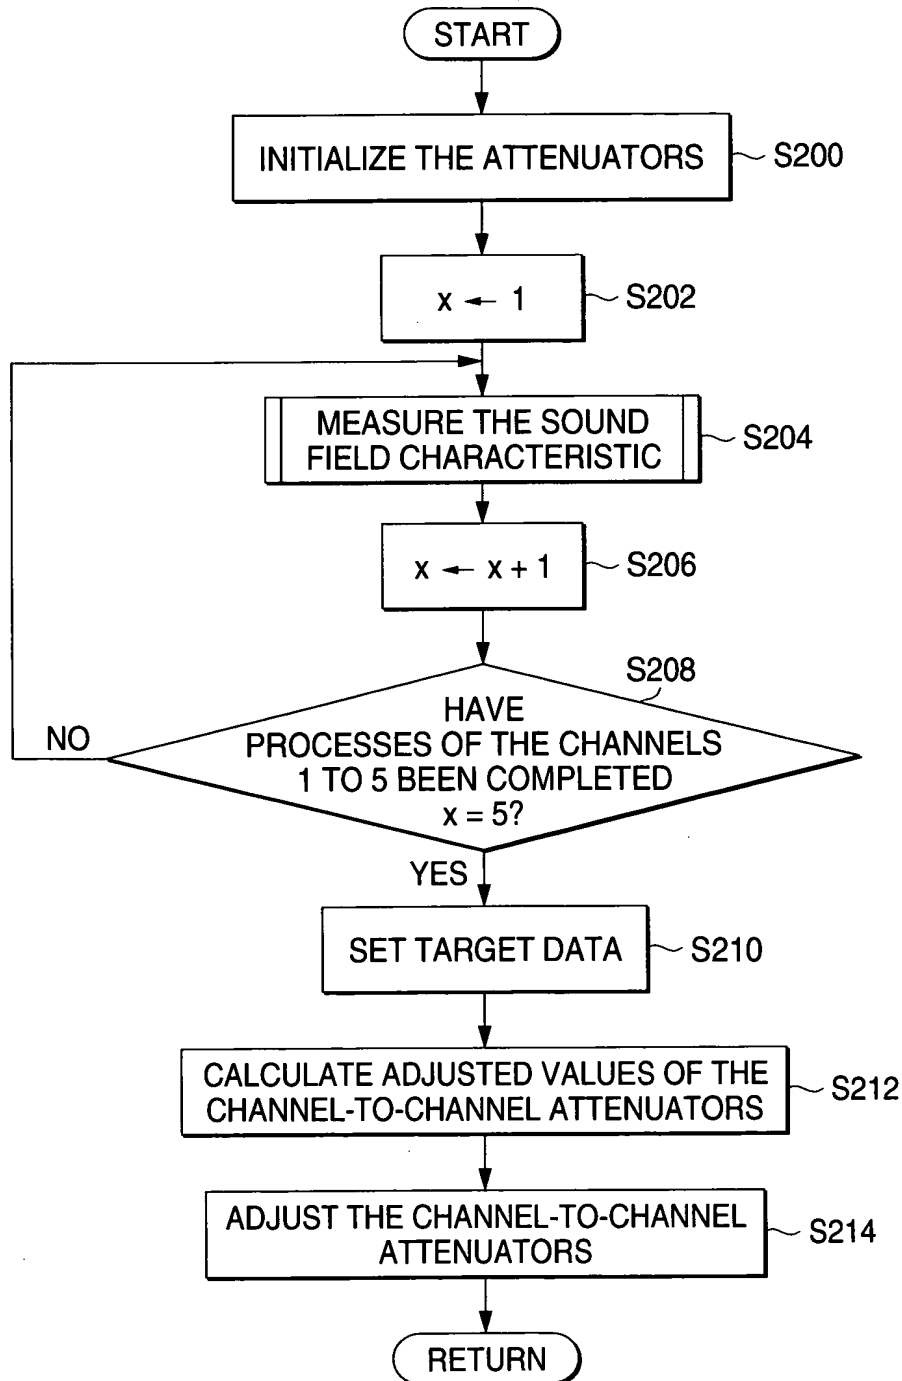 START
INITIALIZE THE ATTENUATORS
S200
x ← 1
S202
MEASURE THE SOUND
FIELD CHARACTERISTIC
S204
x ← x + 1
S206
S208
HAVE
PROCESSES OF THE CHANNELS
1 TO 5 BEEN COMPLETED
x = 5?
NO
YES
SET TARGET DATA
S210
CALCULATE ADJUSTED VALUES OF THE
CHANNEL-TO-CHANNEL ATTENUATORS
S212
ADJUST THE CHANNEL-TO-CHANNEL
ATTENUATORS
S214
RETURN